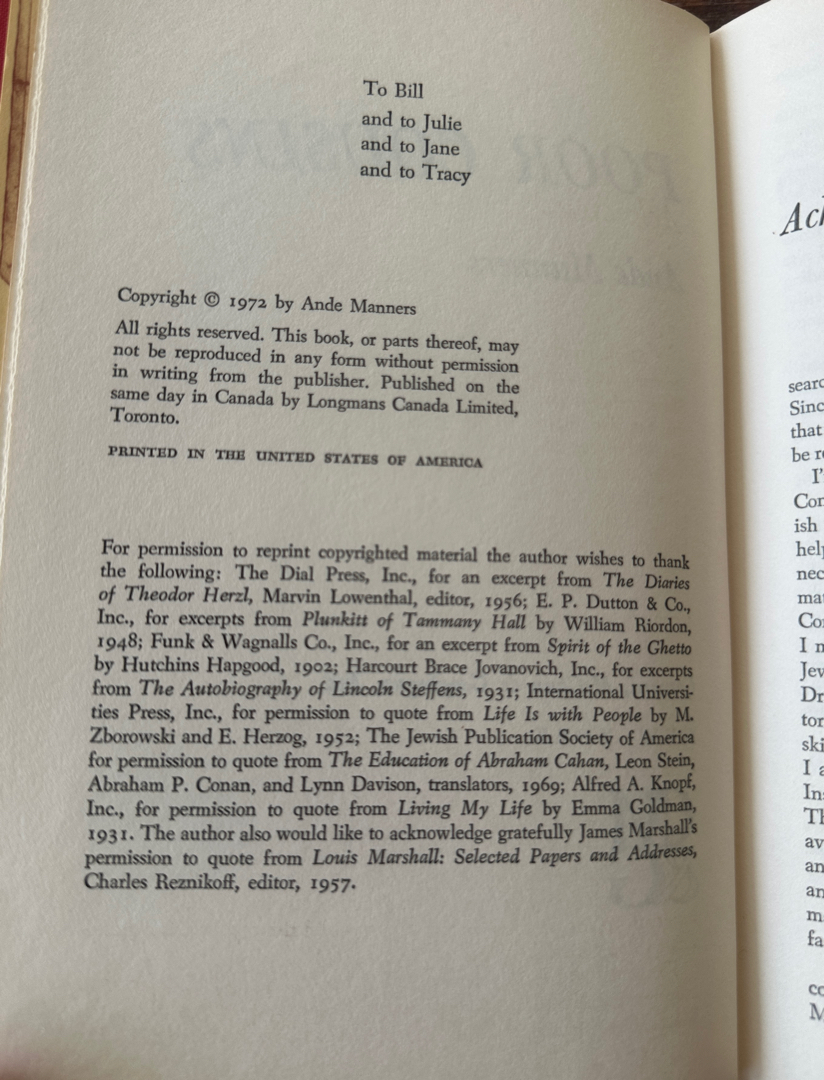 To Bill
and to Julie
and to Jane
and to Tracy
Copyright © 1972 by Ande Manners
All rights reserved. This book, or parts thereof, may
not be reproduced in any form without permission
in writing from the publisher. Published on the
same day in Canada by Longmans Canada Limited,
Toronto.
PRINTED IN THE UNITED STATES OF AMERICA
For permission to reprint copyrighted material the author wishes to thank
the following: The Dial Press, Inc., for an excerpt from The Diaries
of Theodor Herzl, Marvin Lowenthal, editor, 1956; E. P. Dutton & Co.,
Inc., for excerpts from Plunkitt of Tammany Hall by William Riordon,
1948; Funk & Wagnalls Co., Inc., for an excerpt from Spirit of the Ghetto
by Hutchins Hapgood, 1902; Harcourt Brace Jovanovich, Inc., for excerpts
from The Autobiography of Lincoln Steffens, 1931; International Universi-
ties Press, Inc., for permission to quote from Life Is with People by M.
Zborowski and E. Herzog, 1952; The Jewish Publication Society of America
for permission to quote from The Education of Abraham Cahan, Leon Stein,
Abraham P. Conan, and Lynn Davison, translators, 1969; Alfred A. Knopf,
Inc., for permission to quote from Living My Life by Emma Goldman,
1931. The author also would like to acknowledge gratefully James Marshall's
permission to quote from Louis Marshall: Selected Papers and Addresses,
Charles Reznikoff, editor, 1957.
Sinc
that
be re
I'
ish
I m
Jew
I a